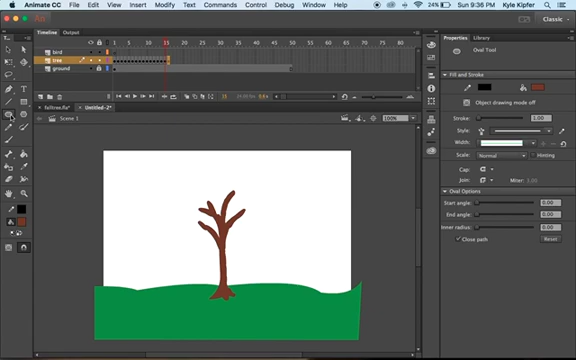 Animate CC File Edit View Insert Modify Text Commands Control Debug Window Help 24% Sun 9:36 PM Kyle Kipfer
An Classic
Timeline Output
Properties Library
1 5 10 15 20 25 30 35 40 45 50 55 60 65 70 75 80
Oval Tool
bird
tree
ground
Fill and Stroke
Object drawing mode off
failtree.fla* Untitled-2*
Scene 1 100%
Stroke: 1.00
Style:
Width:
Scale: Normal Hinting
Cap:
Join: Miter: 3.00
Oval Options
Start angle: 0.00
End angle: 0.00
Inner radius: 0.00
Close path Reset